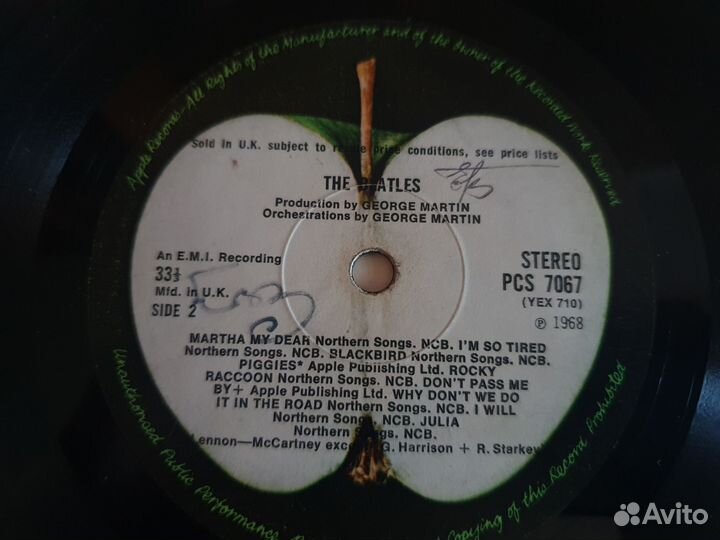 Apple Records-All Rights of the Manufacturer and of the Owner of the Recorded Work Reserved
Sold in U.K. subject to price conditions, see price lists
THE BEATLES
Production by GEORGE MARTIN
Orchestrations by GEORGE MARTIN
An E.M.I. Recording
33⅓
Mfd. in U.K.
SIDE 2
STEREO
PCS 7067
(YEX 710)
℗ 1968
MARTHA MY DEAR Northern Songs. NCB. I'M SO TIRED
Northern Songs. NCB. BLACKBIRD Northern Songs. NCB.
PIGGIES* Apple Publishing Ltd. ROCKY
RACCOON Northern Songs. NCB. DON'T PASS ME
BY+ Apple Publishing Ltd. WHY DON'T WE DO
IT IN THE ROAD Northern Songs. NCB. I WILL
Northern Songs. NCB. JULIA
Northern Songs. NCB.
Lennon—McCartney G. Harrison + R. Starkey
Unauthorised Public Performance Copying of this Record Prohibited
Avito